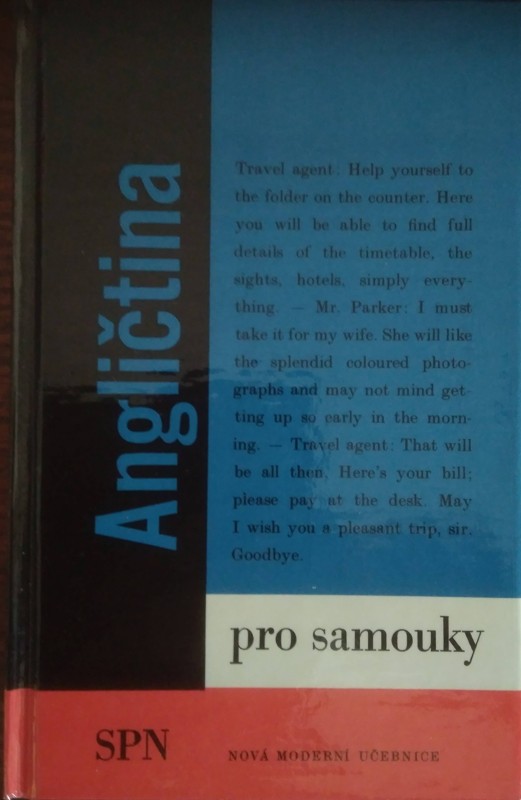 Angličtina
Travel agent: Help yourself to
the folder on the counter. Here
you will be able to find full
details of the timetable, the
sights, hotels, simply every-
thing. — Mr. Parker: I must
take it for my wife. She will like
the splendid coloured photo-
graphs and may not mind get-
ting up so early in the morn-
ing. — Travel agent: That will
be all then. Here's your bill;
please pay at the desk. May
I wish you a pleasant trip, sir.
Goodbye.
pro samouky
SPN
NOVÁ MODERNÍ UČEBNICE